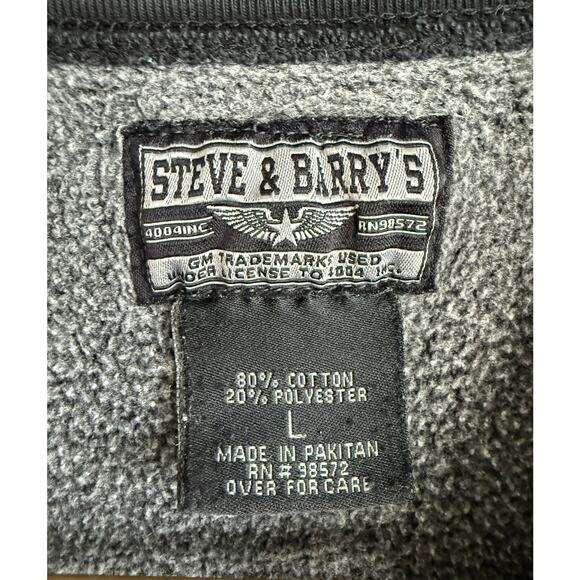 STEVE & BARRY'S
4004INC RN98572
GM TRADEMARKS USED
UNDER LICENSE TO 4004 INC.
80% COTTON
20% POLYESTER
L
MADE IN PAKITAN
RN # 98572
OVER FOR CARE